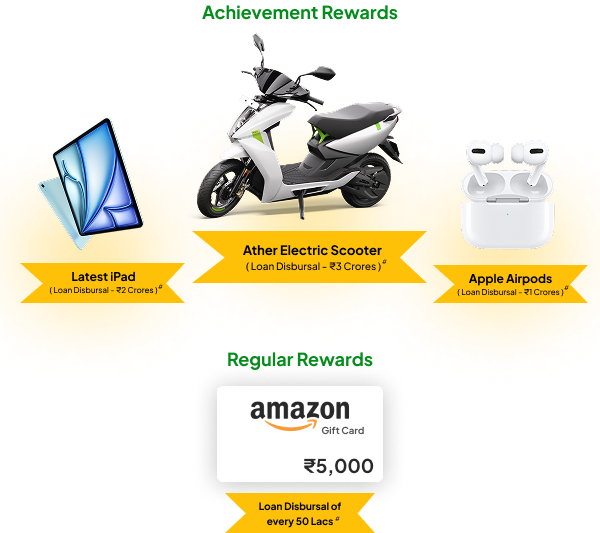 Achievement Rewards
Latest iPad
( Loan Disbursal - ₹2 Crores )#
Ather Electric Scooter
( Loan Disbursal - ₹3 Crores )#
Apple Airpods
( Loan Disbursal - ₹1 Crores )#
Regular Rewards
amazon
Gift Card
₹5,000
Loan Disbursal of
every 50 Lacs #